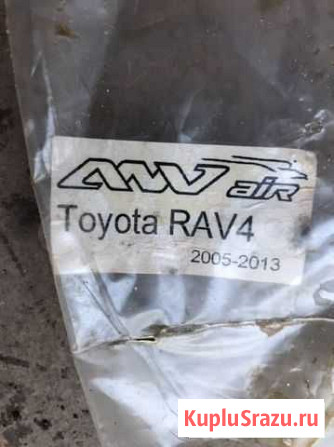 ANV air
Toyota RAV4
2005-2013
KupluSrazu.ru